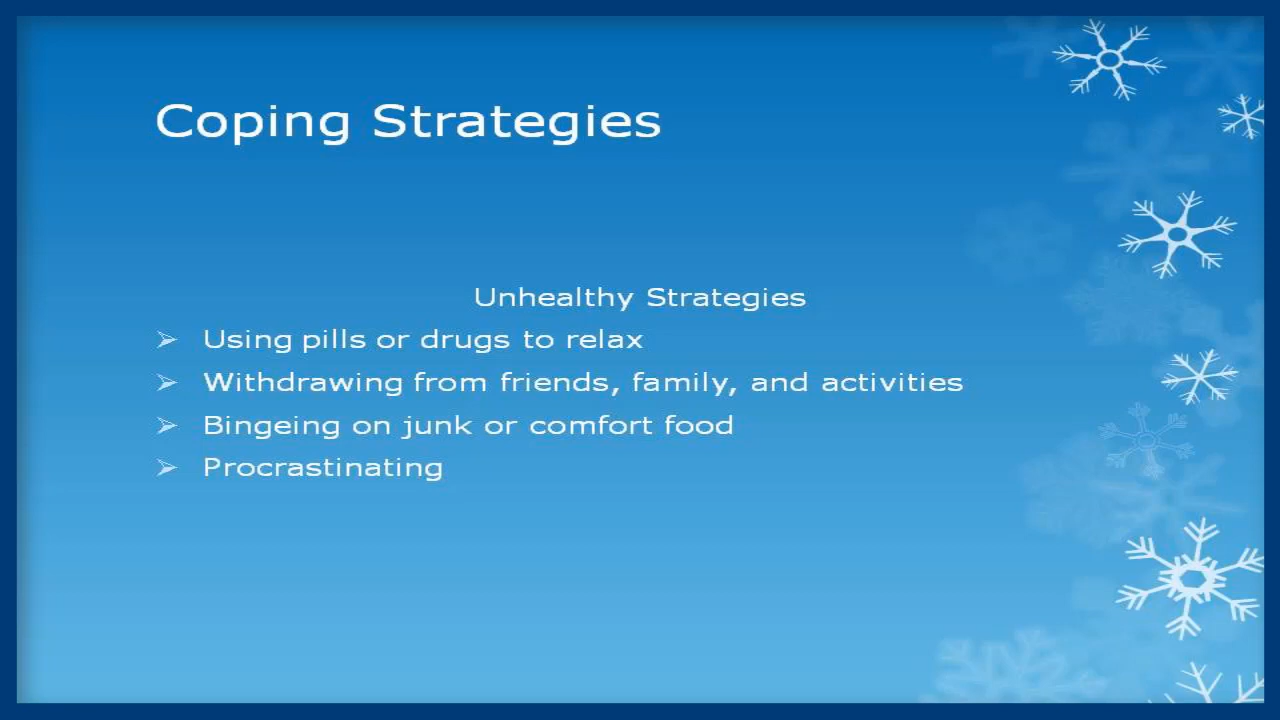 Coping Strategies
Unhealthy Strategies
➢ Using pills or drugs to relax
➢ Withdrawing from friends, family, and activities
➢ Bingeing on junk or comfort food
➢ Procrastinating